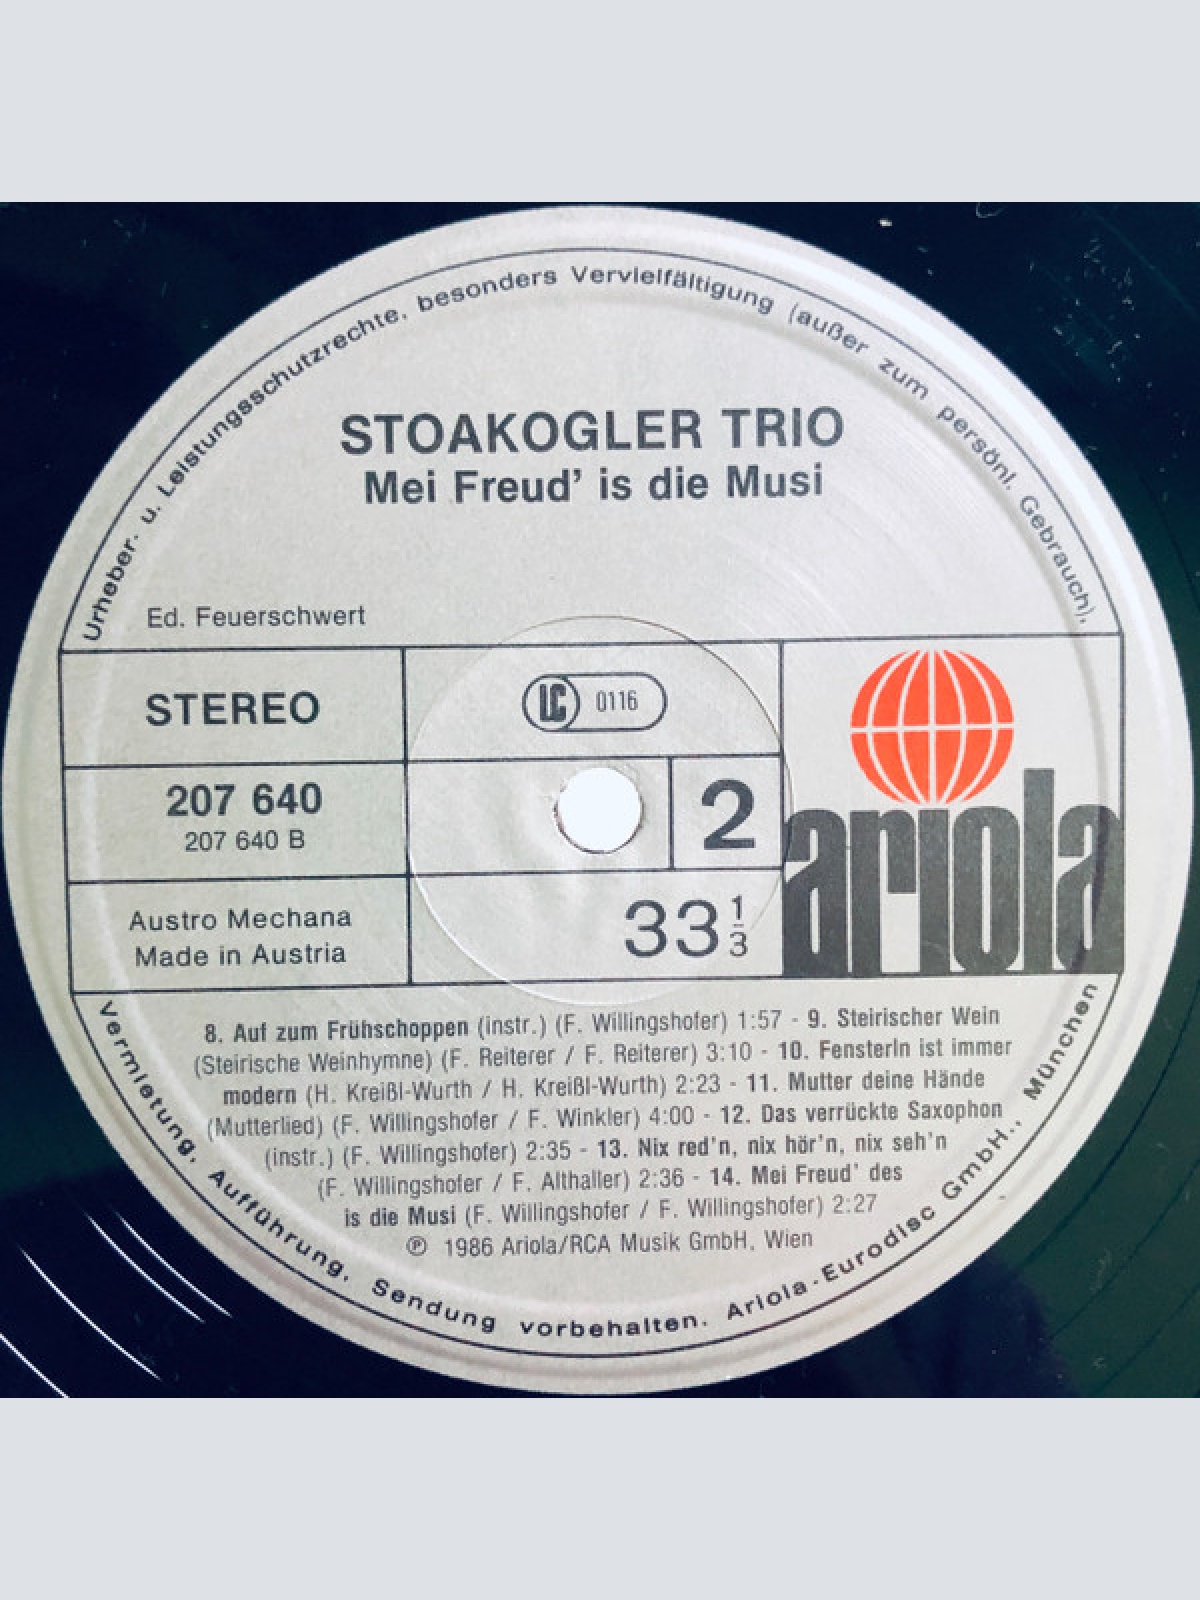 Urheber- u. Leistungsschutzrechte, besonders Vervielfältigung (außer zum persönl. Gebrauch),
STOAKOGLER TRIO
Mei Freud' is die Musi
Ed. Feuerschwert
STEREO
LC 0116
207 640
207 640 B
2
ariola
Austro Mechana
Made in Austria
33 1/3
8. Auf zum Frühschoppen (instr.) (F. Willingshofer) 1:57 - 9. Steirischer Wein
(Steirische Weinhymne) (F. Reiterer / F. Reiterer) 3:10 - 10. Fensterln ist immer
modern (H. Kreißl-Wurth / H. Kreißl-Wurth) 2:23 - 11. Mutter deine Hände
(Mutterlied) (F. Willingshofer / F. Winkler) 4:00 - 12. Das verrückte Saxophon
(instr.) (F. Willingshofer) 2:35 - 13. Nix red'n, nix hör'n, nix seh'n
(F. Willingshofer / F. Althaller) 2:36 - 14. Mei Freud' des
is die Musi (F. Willingshofer / F. Willingshofer) 2:27
℗ 1986 Ariola/RCA Musik GmbH, Wien
Vermietung, Aufführung, Sendung vorbehalten. Ariola-Eurodisc GmbH., München